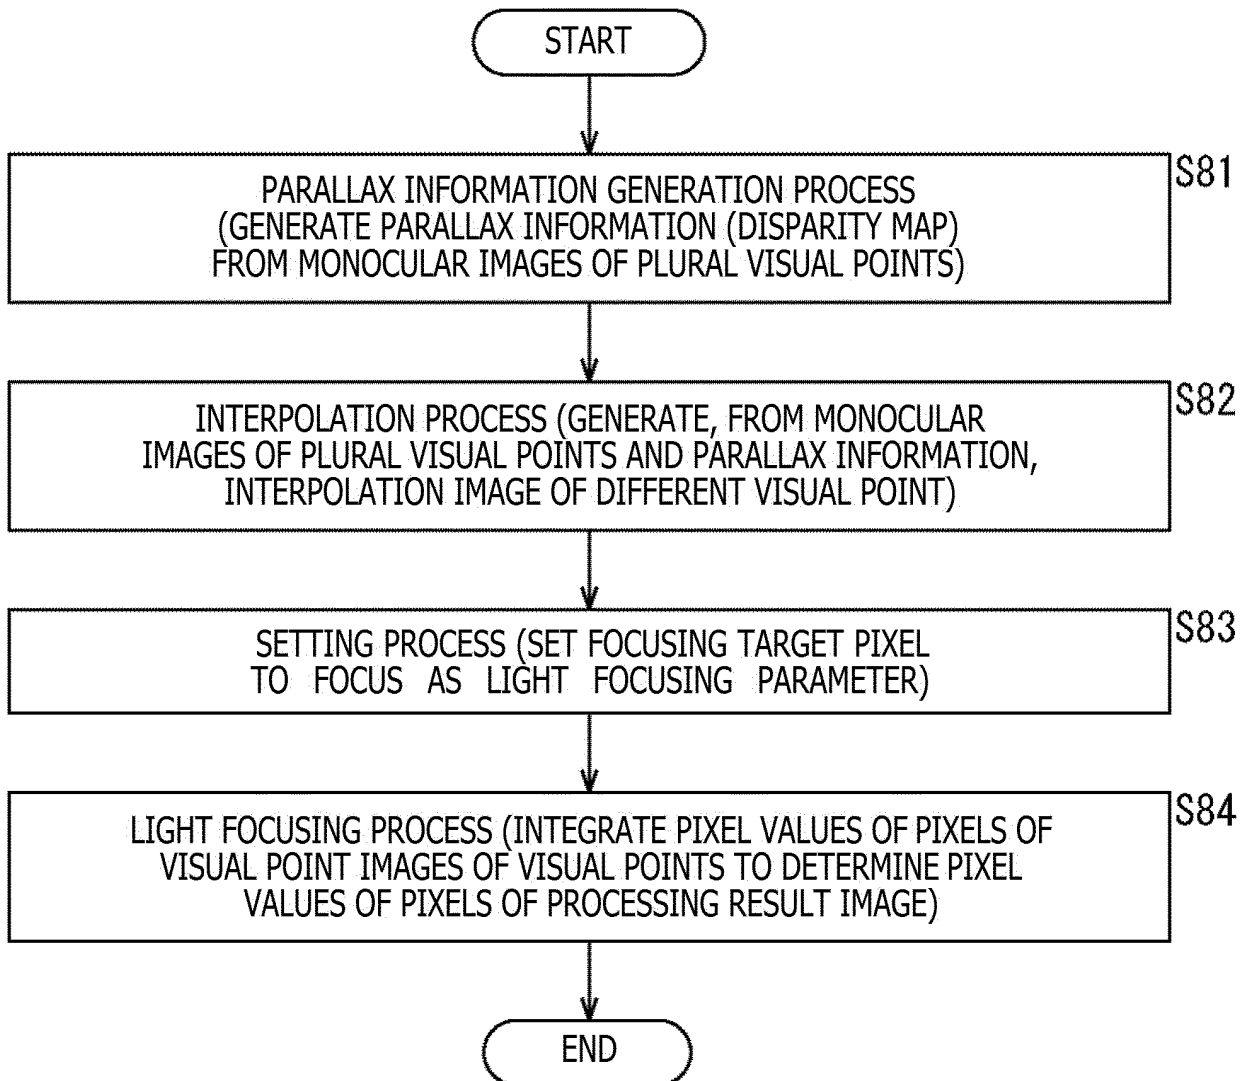 START
S81
PARALLAX INFORMATION GENERATION PROCESS
(GENERATE PARALLAX INFORMATION (DISPARITY MAP)
FROM MONOCULAR IMAGES OF PLURAL VISUAL POINTS)
S82
INTERPOLATION PROCESS (GENERATE, FROM MONOCULAR
IMAGES OF PLURAL VISUAL POINTS AND PARALLAX INFORMATION,
INTERPOLATION IMAGE OF DIFFERENT VISUAL POINT)
S83
SETTING PROCESS (SET FOCUSING TARGET PIXEL
TO FOCUS AS LIGHT FOCUSING PARAMETER)
S84
LIGHT FOCUSING PROCESS (INTEGRATE PIXEL VALUES OF PIXELS OF
VISUAL POINT IMAGES OF VISUAL POINTS TO DETERMINE PIXEL
VALUES OF PIXELS OF PROCESSING RESULT IMAGE)
END